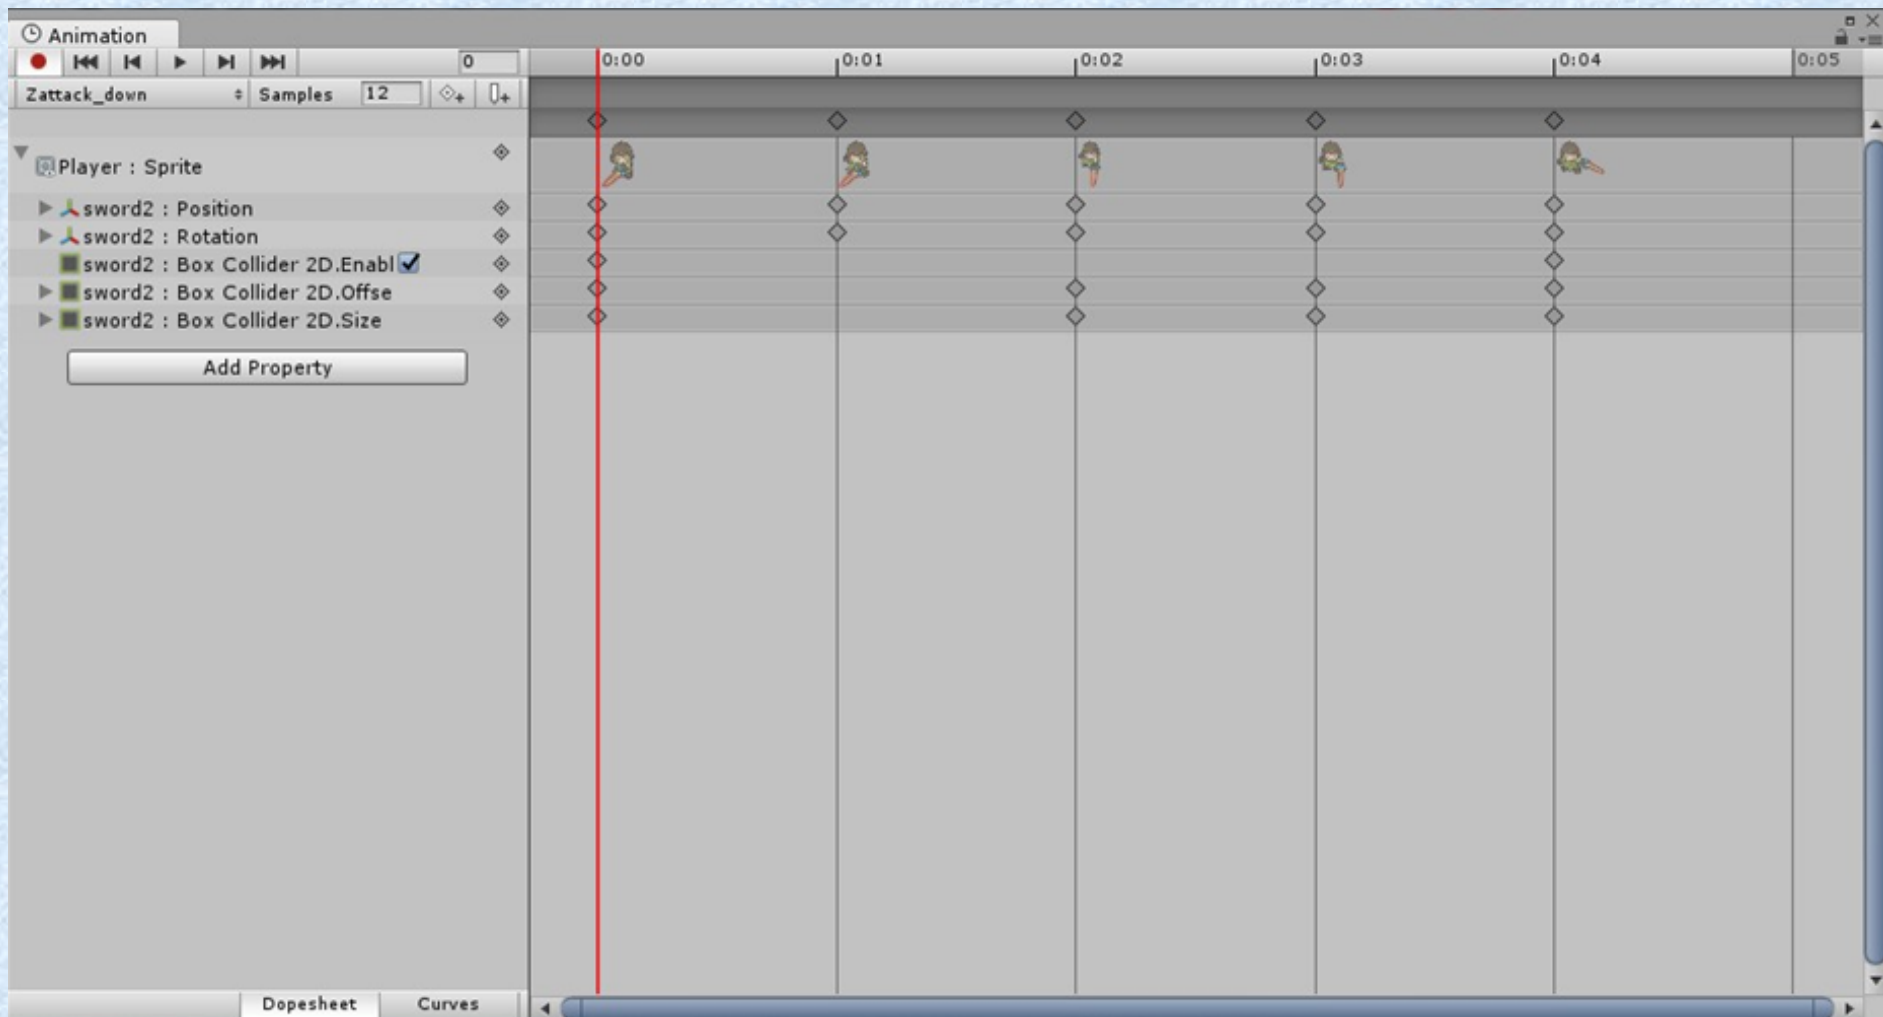 Animation
0
0:00 0:01 0:02 0:03 0:04 0:05
Zattack_down Samples 12
Player : Sprite
sword2 : Position
sword2 : Rotation
sword2 : Box Collider 2D.Enabl
sword2 : Box Collider 2D.Offse
sword2 : Box Collider 2D.Size
Add Property
Dopesheet Curves